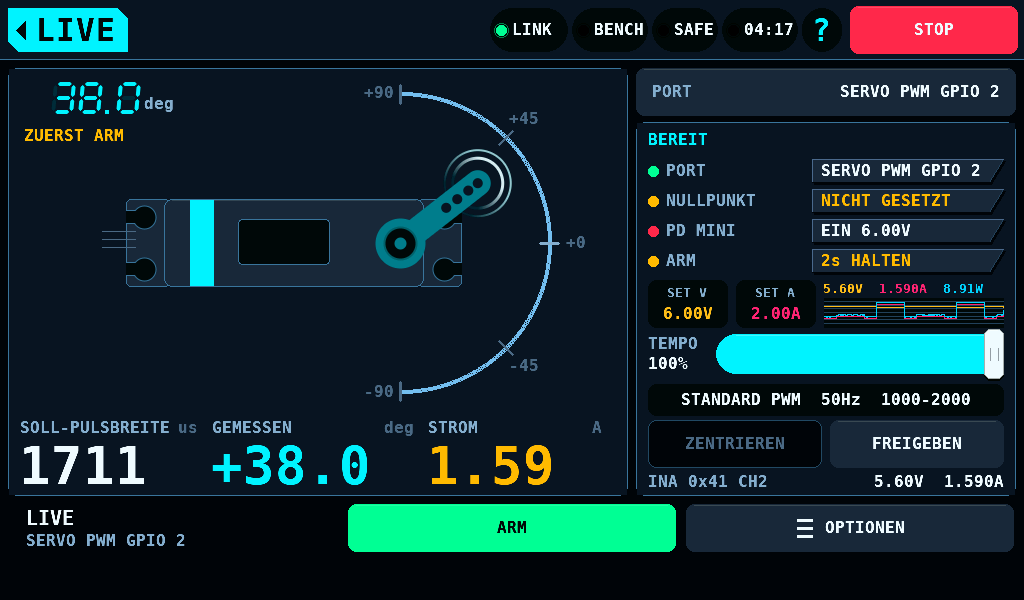 LIVE
LINK
BENCH
SAFE
04:17
?
STOP
38.0 deg
ZUERST ARM
+90
+45
+0
-45
-90
SOLL-PULSBREITE us
1711
GEMESSEN deg
+38.0
STROM A
1.59
PORT SERVO PWM GPIO 2
BEREIT
PORT SERVO PWM GPIO 2
NULLPUNKT NICHT GESETZT
PD MINI EIN 6.00V
ARM 2s HALTEN
SET V
6.00V
SET A
2.00A
5.60V 1.590A 8.91W
TEMPO
100%
STANDARD PWM 50Hz 1000-2000
ZENTRIEREN
FREIGEBEN
INA 0x41 CH2 5.60V 1.590A
LIVE
SERVO PWM GPIO 2
ARM
OPTIONEN